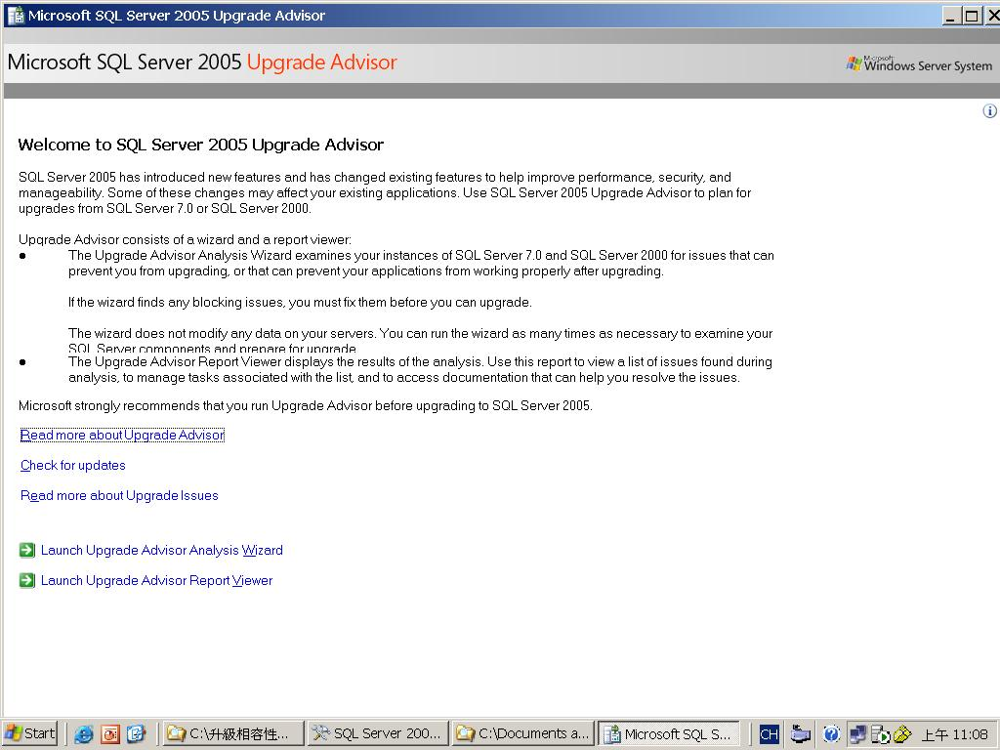 Microsoft SQL Server 2005 Upgrade Advisor
Microsoft SQL Server 2005 Upgrade Advisor
Microsoft
Windows Server System
Welcome to SQL Server 2005 Upgrade Advisor
SQL Server 2005 has introduced new features and has changed existing features to help improve performance, security, and
manageability. Some of these changes may affect your existing applications. Use SQL Server 2005 Upgrade Advisor to plan for
upgrades from SQL Server 7.0 or SQL Server 2000.
Upgrade Advisor consists of a wizard and a report viewer:
● The Upgrade Advisor Analysis Wizard examines your instances of SQL Server 7.0 and SQL Server 2000 for issues that can
prevent you from upgrading, or that can prevent your applications from working properly after upgrading.
If the wizard finds any blocking issues, you must fix them before you can upgrade.
The wizard does not modify any data on your servers. You can run the wizard as many times as necessary to examine your
SQL Server components and prepare for upgrade
● The Upgrade Advisor Report Viewer displays the results of the analysis. Use this report to view a list of issues found during
analysis, to manage tasks associated with the list, and to access documentation that can help you resolve the issues.
Microsoft strongly recommends that you run Upgrade Advisor before upgrading to SQL Server 2005.
Read more about Upgrade Advisor
Check for updates
Read more about Upgrade Issues
Launch Upgrade Advisor Analysis Wizard
Launch Upgrade Advisor Report Viewer
Start
C:\升級相容性...
SQL Server 200...
C:\Documents a...
Microsoft SQL S...
CH
上午 11:08